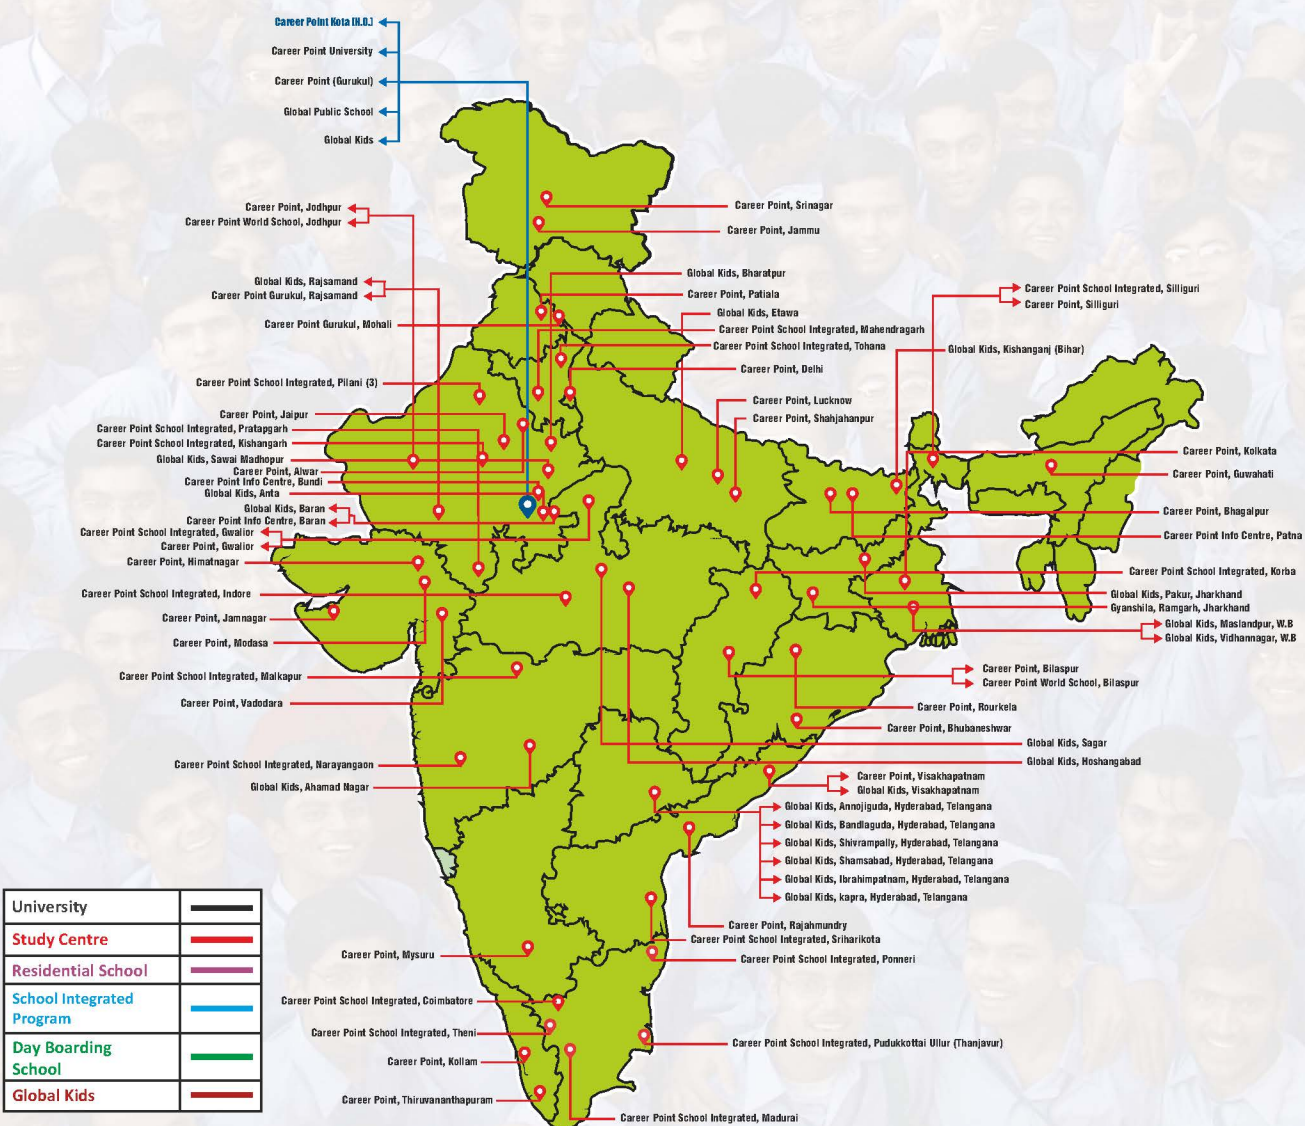 Career Point Kota (H.O.)
Career Point University
Career Point (Gurukul)
Global Public School
Global Kids
Career Point, Jodhpur
Career Point World School, Jodhpur
Global Kids, Rajsamand
Career Point Gurukul, Rajsamand
Career Point Gurukul, Mohali
Career Point School Integrated, Pilani (3)
Career Point, Jaipur
Career Point School Integrated, Pratapgarh
Career Point School Integrated, Kishangarh
Global Kids, Sawai Madhopur
Career Point, Alwar
Career Point Info Centre, Bundi
Global Kids, Anta
Global Kids, Baran
Career Point Info Centre, Baran
Career Point School Integrated, Gwalior
Career Point, Gwalior
Career Point, Himatnagar
Career Point School Integrated, Indore
Career Point, Jamnagar
Career Point, Modasa
Career Point School Integrated, Malkapur
Career Point, Vadodara
Career Point School Integrated, Narayangaon
Global Kids, Ahamad Nagar
Career Point, Mysuru
Career Point School Integrated, Coimbatore
Career Point School Integrated, Theni
Career Point, Kollam
Career Point, Thiruvananthapuram
Career Point, Srinagar
Career Point, Jammu
Global Kids, Bharatpur
Career Point, Patiala
Global Kids, Etawa
Career Point School Integrated, Mahendragarh
Career Point School Integrated, Tohana
Career Point, Delhi
Career Point, Lucknow
Career Point, Shahjahanpur
Career Point School Integrated, Silliguri
Career Point, Silliguri
Global Kids, Kishanganj (Bihar)
Career Point, Kolkata
Career Point, Guwahati
Career Point, Bhagalpur
Career Point Info Centre, Patna
Career Point School Integrated, Korba
Global Kids, Pakur, Jharkhand
Gyanshila, Ramgarh, Jharkhand
Global Kids, Maslandpur, W.B
Global Kids, Vidhannagar, W.B
Career Point, Bilaspur
Career Point World School, Bilaspur
Career Point, Rourkela
Career Point, Bhubaneshwar
Global Kids, Sagar
Global Kids, Hoshangabad
Career Point, Visakhapatnam
Global Kids, Visakhapatnam
Global Kids, Annojiguda, Hyderabad, Telangana
Global Kids, Bandlaguda, Hyderabad, Telangana
Global Kids, Shivrampally, Hyderabad, Telangana
Global Kids, Shamsabad, Hyderabad, Telangana
Global Kids, Ibrahimpatnam, Hyderabad, Telangana
Global Kids, kapra, Hyderabad, Telangana
Career Point, Rajahmundry
Career Point School Integrated, Sriharikota
Career Point School Integrated, Ponneri
Career Point School Integrated, Pudukkottai Ullur (Thanjavur)
Career Point School Integrated, Madurai
University
Study Centre
Residential School
School Integrated
Program
Day Boarding
School
Global Kids